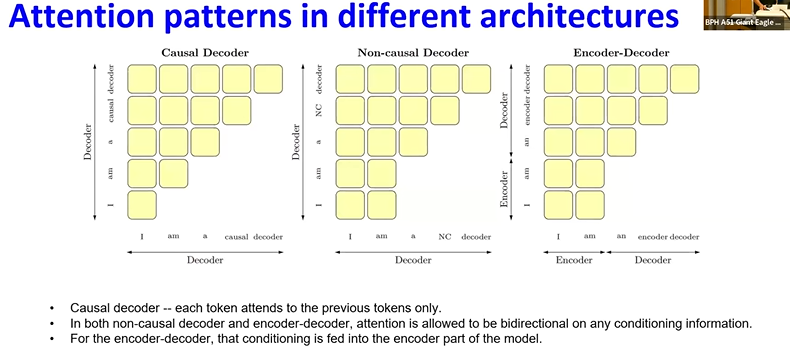 Attention patterns in different architectures
BPH A51 Giant Eagle ...
Causal Decoder
Decoder
I am a causal decoder
I am a causal decoder
Decoder
Non-causal Decoder
Decoder
I am a NC decoder
I am a NC decoder
Decoder
Encoder-Decoder
Encoder Decoder
I am an encoder decoder
I am an encoder decoder
Encoder Decoder
• Causal decoder -- each token attends to the previous tokens only.
• In both non-causal decoder and encoder-decoder, attention is allowed to be bidirectional on any conditioning information.
• For the encoder-decoder, that conditioning is fed into the encoder part of the model.